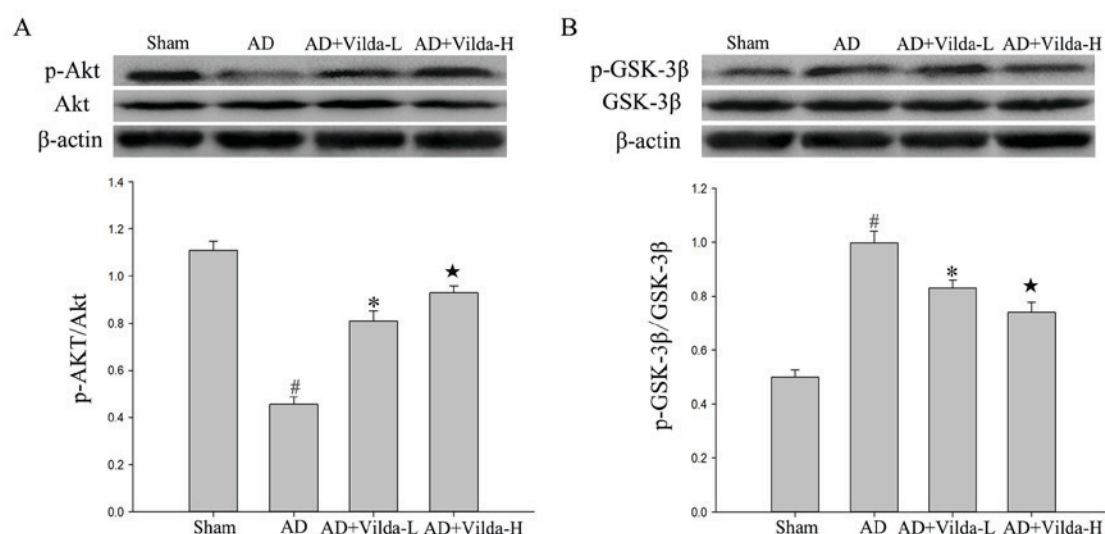 A
Sham AD AD+Vilda-L AD+Vilda-H
p-Akt
Akt
β-actin
1.4
1.2
1.0
0.8
0.6
0.4
0.2
0.0
p-AKT/Akt
#
*
★
Sham AD AD+Vilda-L AD+Vilda-H
B
Sham AD AD+Vilda-L AD+Vilda-H
p-GSK-3β
GSK-3β
β-actin
1.2
1.0
0.8
0.6
0.4
0.2
0.0
p-GSK-3β/GSK-3β
#
*
★
Sham AD AD+Vilda-L AD+Vilda-H